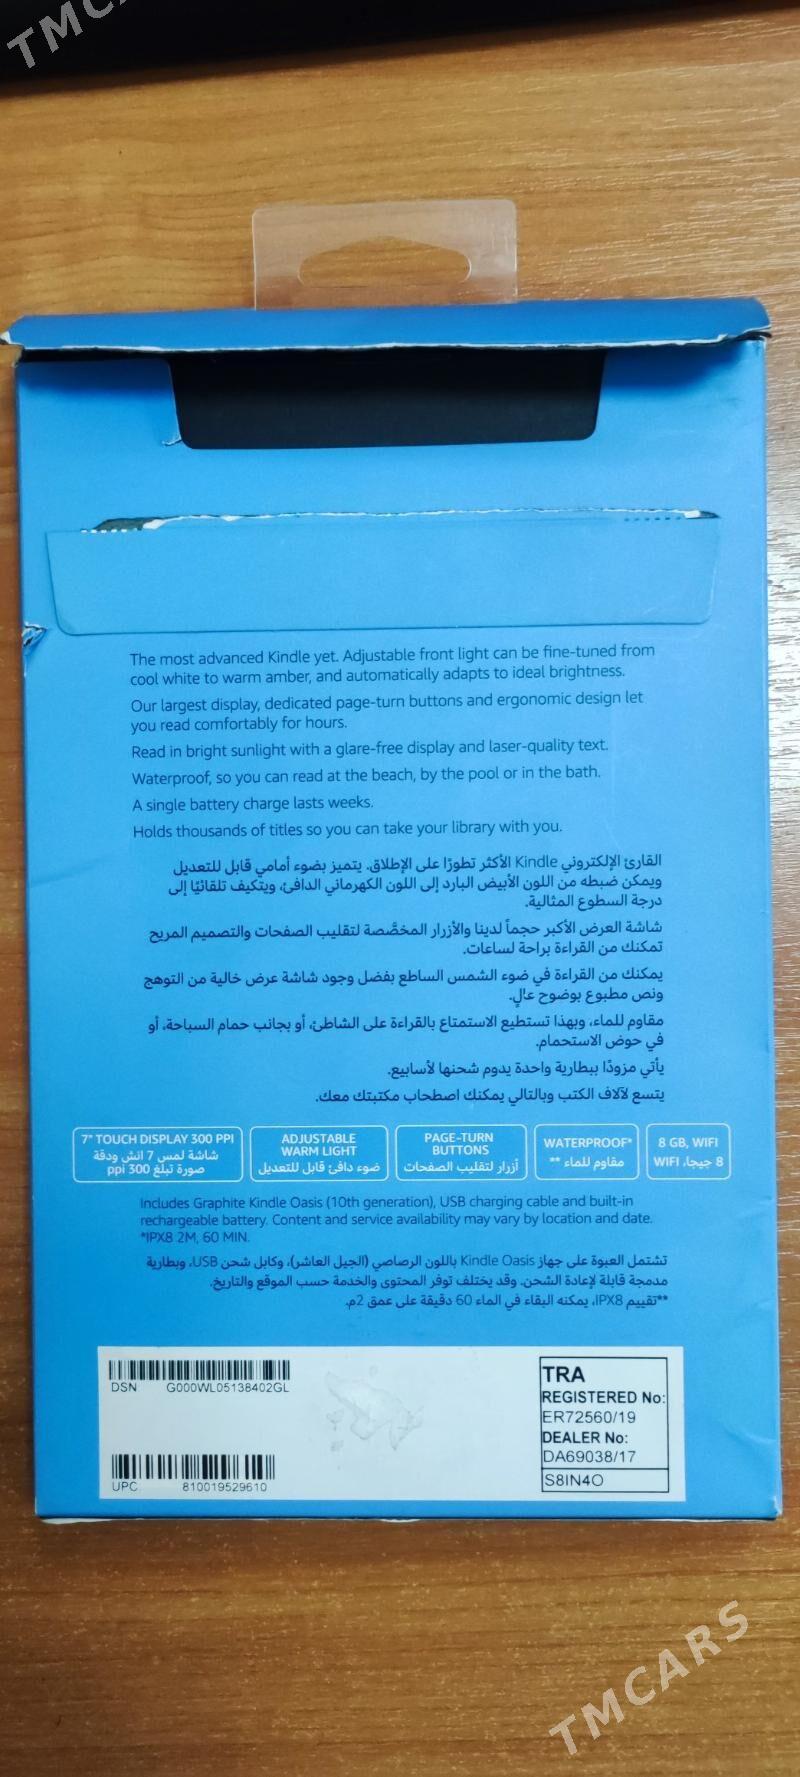 TMCARS
The most advanced Kindle yet. Adjustable front light can be fine-tuned from
cool white to warm amber, and automatically adapts to ideal brightness.
Our largest display, dedicated page-turn buttons and ergonomic design let
you read comfortably for hours.
Read in bright sunlight with a glare-free display and laser-quality text.
Waterproof, so you can read at the beach, by the pool or in the bath.
A single battery charge lasts weeks.
Holds thousands of titles so you can take your library with you.
القارئ الإلكتروني Kindle الأكثر تطورًا على الإطلاق. يتميز بضوء أمامي قابل للتعديل
ويمكن ضبطه من اللون الأبيض البارد إلى اللون الكهرماني الدافئ، ويتكيف تلقائيًا إلى
درجة السطوع المثالية.
شاشة العرض الأكبر حجماً لدينا والأزرار المخصَّصة لتقليب الصفحات والتصميم المريح
تمكنك من القراءة براحة لساعات.
يمكنك من القراءة في ضوء الشمس الساطع بفضل وجود شاشة عرض خالية من التوهج
ونص مطبوع بوضوح عالٍ.
مقاوم للماء، وبهذا تستطيع الاستمتاع بالقراءة على الشاطئ، أو بجانب حمام السباحة، أو
في حوض الاستحمام.
يأتي مزودًا ببطارية واحدة يدوم شحنها لأسابيع.
يتسع لآلاف الكتب وبالتالي يمكنك اصطحاب مكتبتك معك.
7" TOUCH DISPLAY 300 PPI
شاشة لمس 7 انش ودقة
صورة تبلغ 300 ppi
ADJUSTABLE
WARM LIGHT
ضوء دافئ قابل للتعديل
PAGE-TURN
BUTTONS
أزرار لتقليب الصفحات
WATERPROOF*
مقاوم للماء **
8 GB, WIFI
8 جيجا، WIFI
Includes Graphite Kindle Oasis (10th generation), USB charging cable and built-in
rechargeable battery. Content and service availability may vary by location and date.
*IPX8 2M, 60 MIN.
تشتمل العبوة على جهاز Kindle Oasis باللون الرصاصي (الجيل العاشر)، وكابل شحن USB، وبطارية
مدمجة قابلة لإعادة الشحن. وقد يختلف توفر المحتوى والخدمة حسب الموقع والتاريخ.
**تقييم IPX8، يمكنه البقاء في الماء 60 دقيقة على عمق 2م.
DSN G000WL05138402GL
UPC 810019529610
TRA
REGISTERED No:
ER72560/19
DEALER No:
DA69038/17
S8IN4O
TMCARS